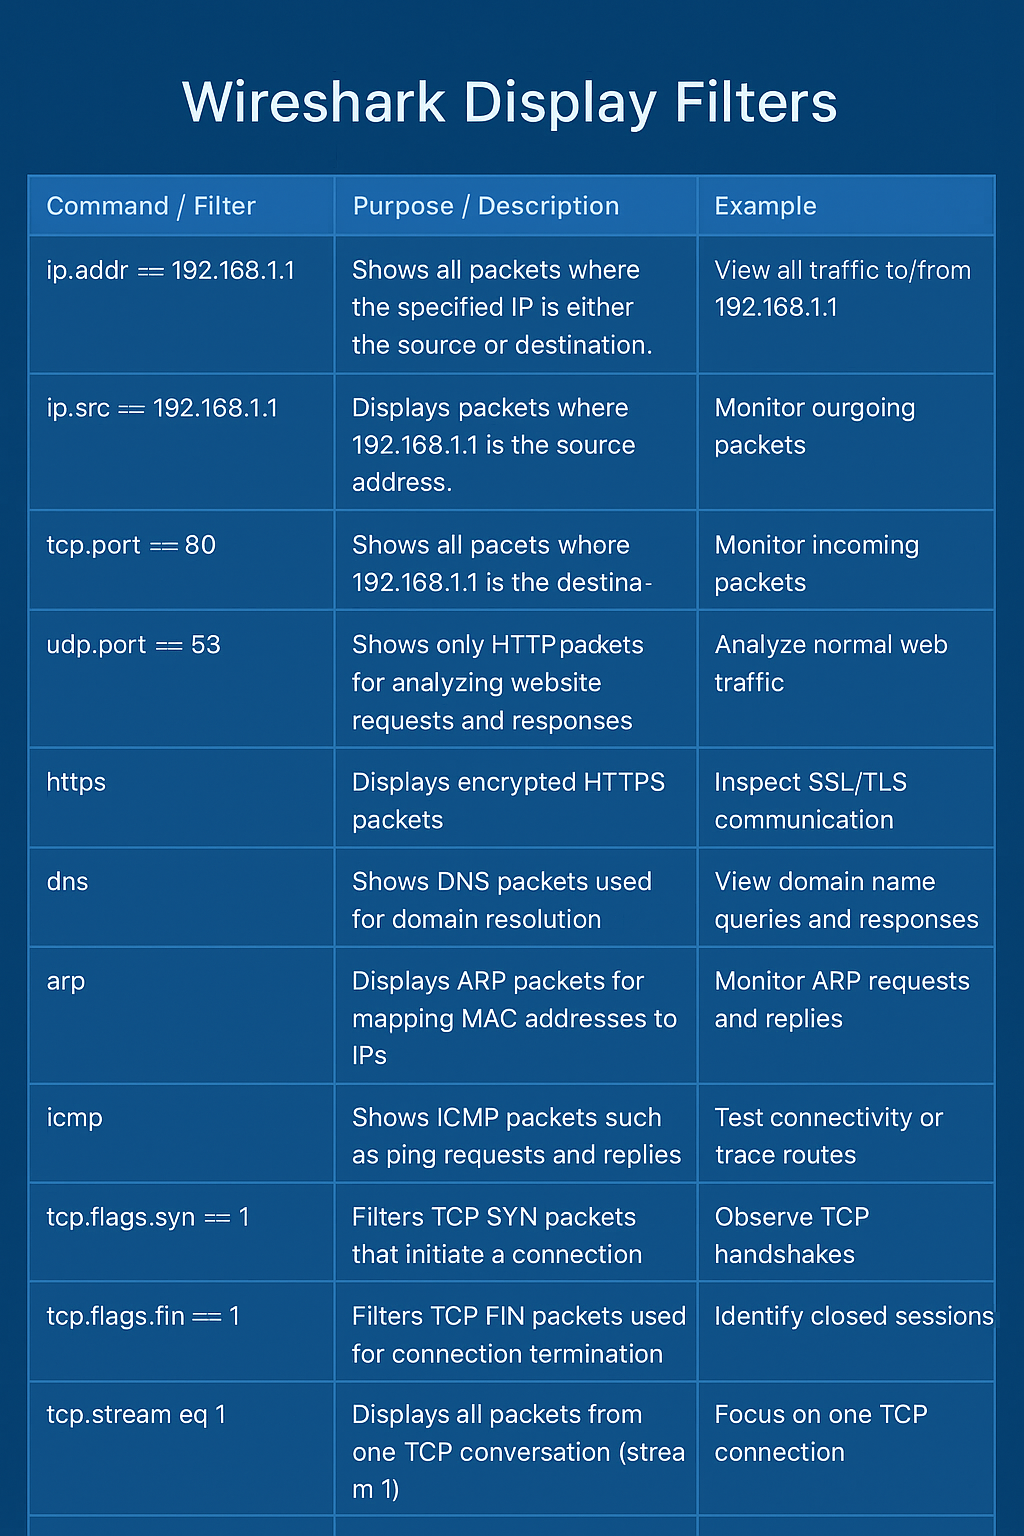 Wireshark Display Filters
Command / Filter
Purpose / Description
Example
ip.addr == 192.168.1.1
Shows all packets where
the specified IP is either
the source or destination.
View all traffic to/from
192.168.1.1
ip.src == 192.168.1.1
Displays packets where
192.168.1.1 is the source
address.
Monitor ourgoing
packets
tcp.port == 80
Shows all pacets whore
192.168.1.1 is the destina-
Monitor incoming
packets
udp.port == 53
Shows only HTTP packets
for analyzing website
requests and responses
Analyze normal web
traffic
https
Displays encrypted HTTPS
packets
Inspect SSL/TLS
communication
dns
Shows DNS packets used
for domain resolution
View domain name
queries and responses
arp
Displays ARP packets for
mapping MAC addresses to
IPs
Monitor ARP requests
and replies
icmp
Shows ICMP packets such
as ping requests and replies
Test connectivity or
trace routes
tcp.flags.syn == 1
Filters TCP SYN packets
that initiate a connection
Observe TCP
handshakes
tcp.flags.fin == 1
Filters TCP FIN packets used
for connection termination
Identify closed sessions
tcp.stream eq 1
Displays all packets from
one TCP conversation (strea
m 1)
Focus on one TCP
connection